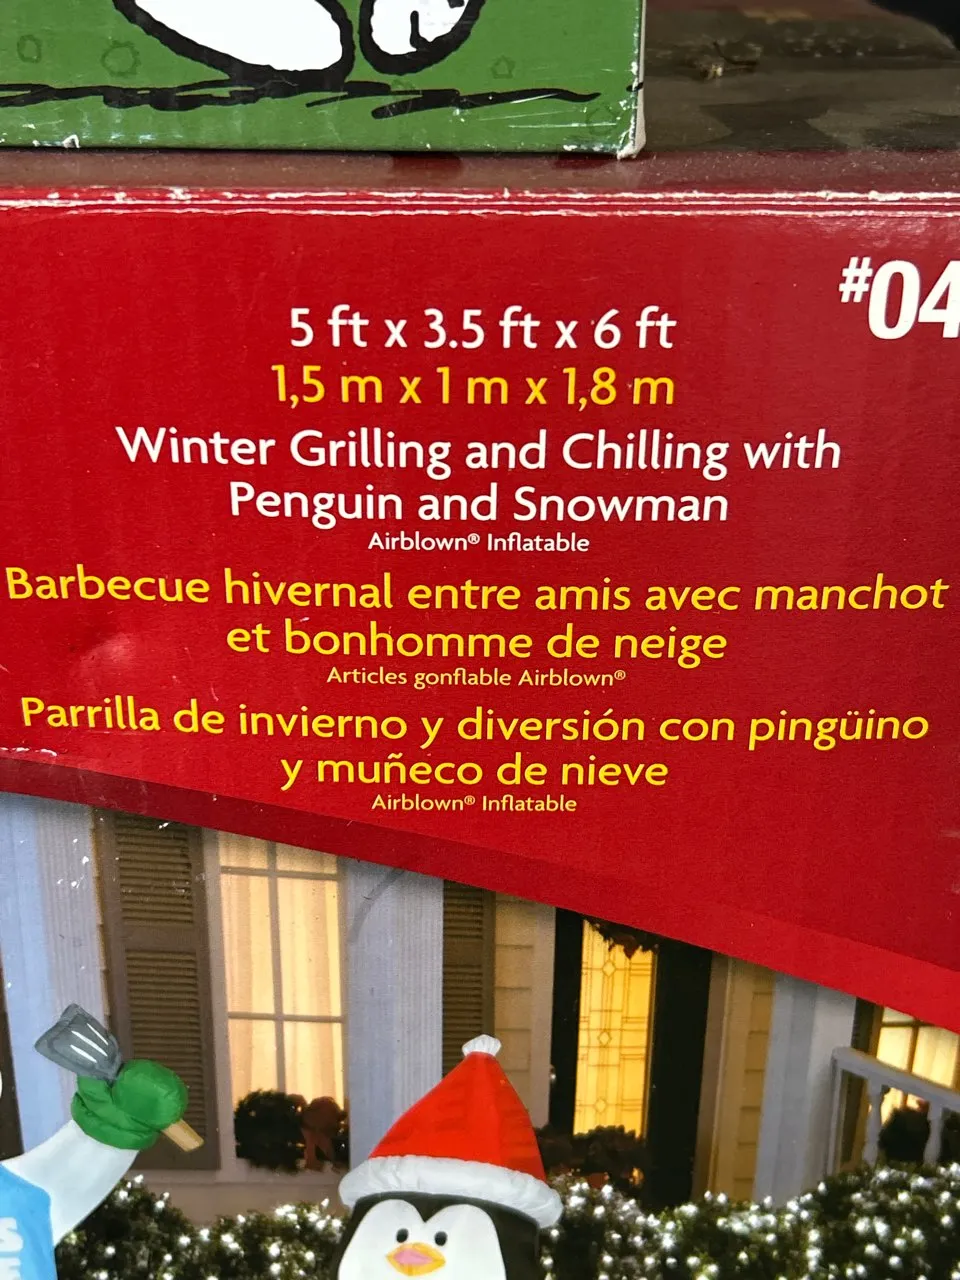 #04
5 ft x 3.5 ft x 6 ft
1,5 m x 1 m x 1,8 m
Winter Grilling and Chilling with
Penguin and Snowman
Airblown® Inflatable
Barbecue hivernal entre amis avec manchot
et bonhomme de neige
Articles gonflable Airblown®
Parrilla de invierno y diversión con pingüino
y muñeco de nieve
Airblown® Inflatable